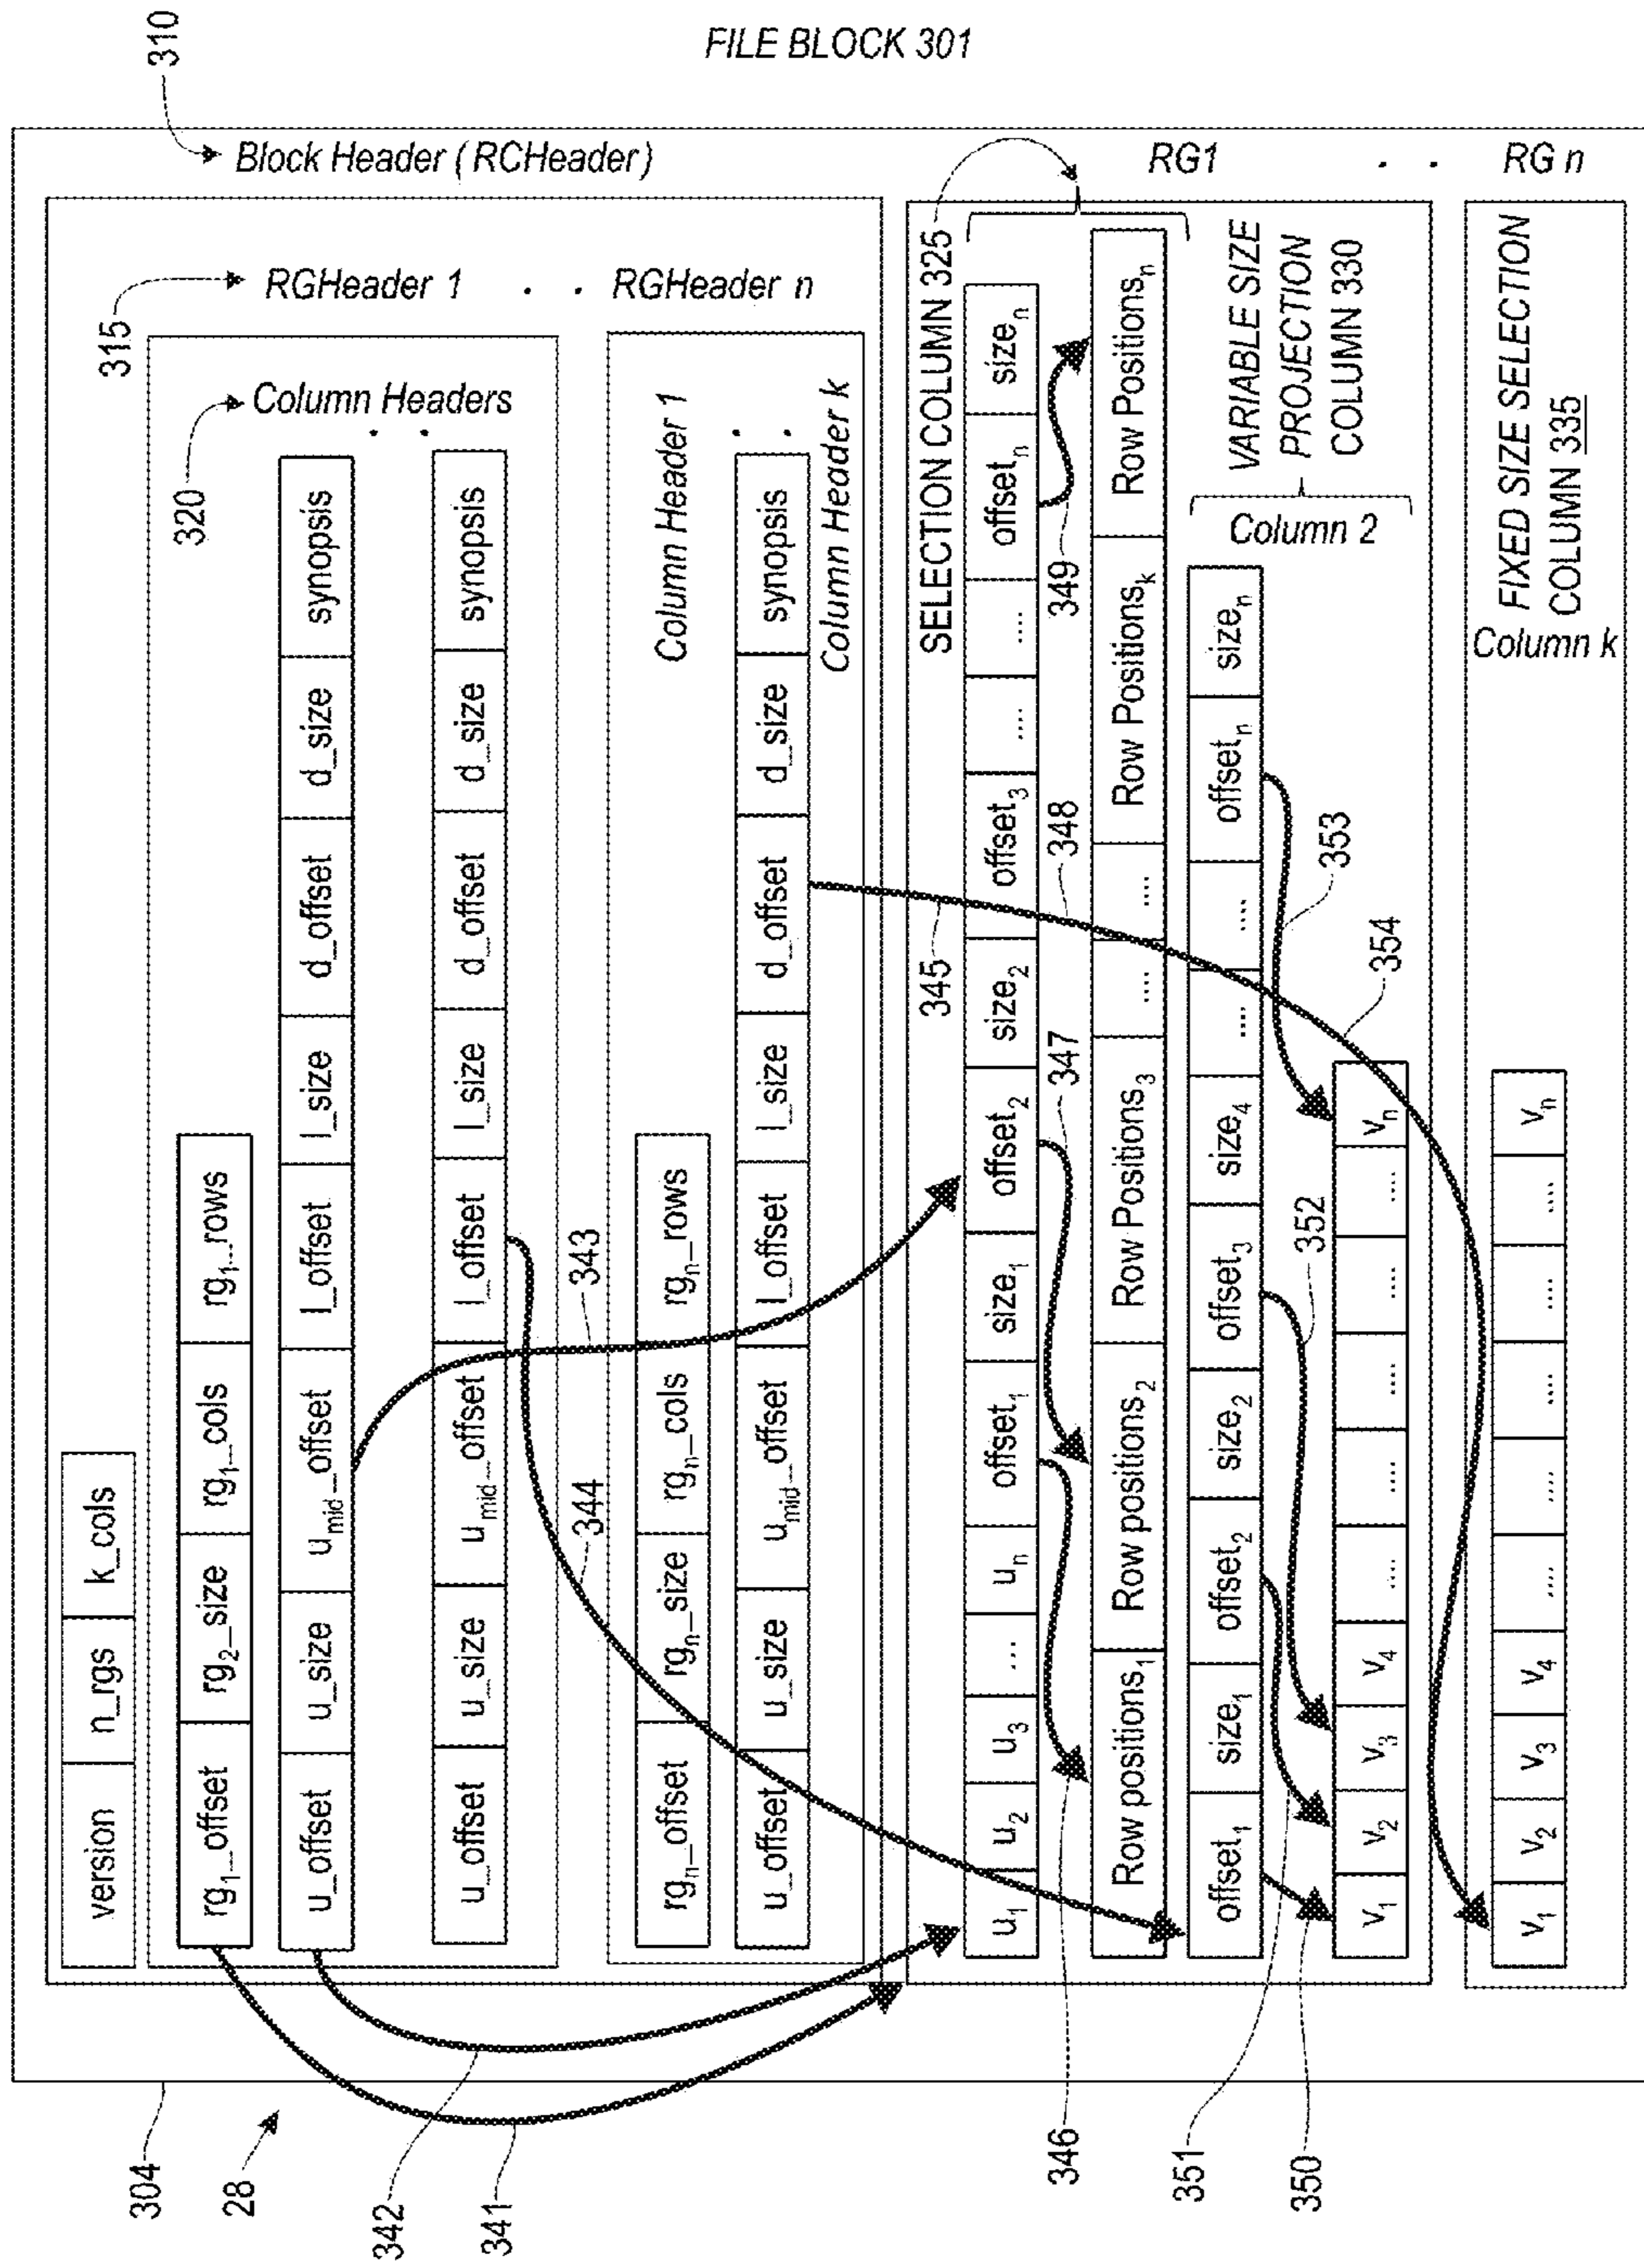 FILE BLOCK 301
310
Block Header (RCHeader)
version n_rgs k_cols
315
RGHeader 1 . . RGHeader n
320
Column Headers
rg1_offset rg2_size rg1_cols rg1_rows
u_offset u_size umid_offset l_offset l_size d_offset d_size synopsis
. .
u_offset u_size umid_offset l_offset l_size d_offset d_size synopsis
Column Header 1
rgn_offset rgn_size rgn_cols rgn_rows
. .
u_offset u_size umid_offset l_offset l_size d_offset d_size synopsis
Column Header k
304
28
342
341
343
344
345
RG1 . . RG n
SELECTION COLUMN 325
u1 u2 u3 ... un offset1 size1 offset2 size2 offset3 .... .... offsetn sizen
346
347
348
349
Row positions1 Row positions2 Row Positions3 .... .... Row Positionsk Row Positionsn
VARIABLE SIZE
PROJECTION
COLUMN 330
Column 2
offset1 size1 offset2 size2 offset3 size4 .... .... offsetn sizen
351
350
352
353
354
v1 v2 v3 v4 .... .... .... .... .... vn
FIXED SIZE SELECTION
COLUMN 335
Column k
v1 v2 v3 v4 .... .... .... .... .... vn